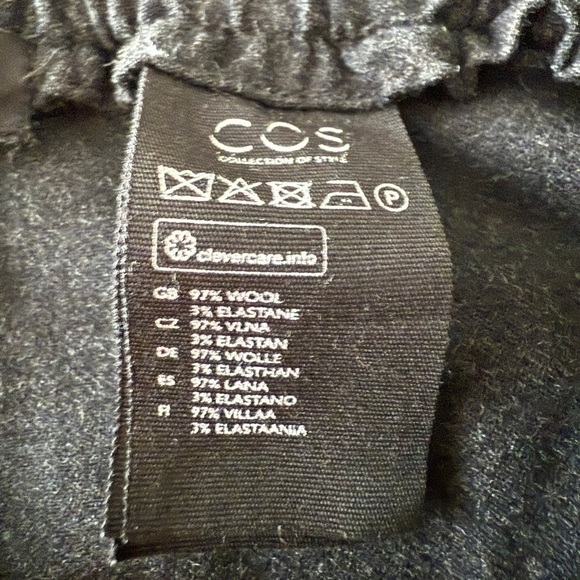 COS
COLLECTION OF STYLE
P
clevercare.info
GB 97% WOOL
3% ELASTANE
CZ 97% VLNA
3% ELASTAN
DE 97% WOLLE
3% ELASTHAN
ES 97% LANA
3% ELASTANO
FI 97% VILLAA
3% ELASTAANIA